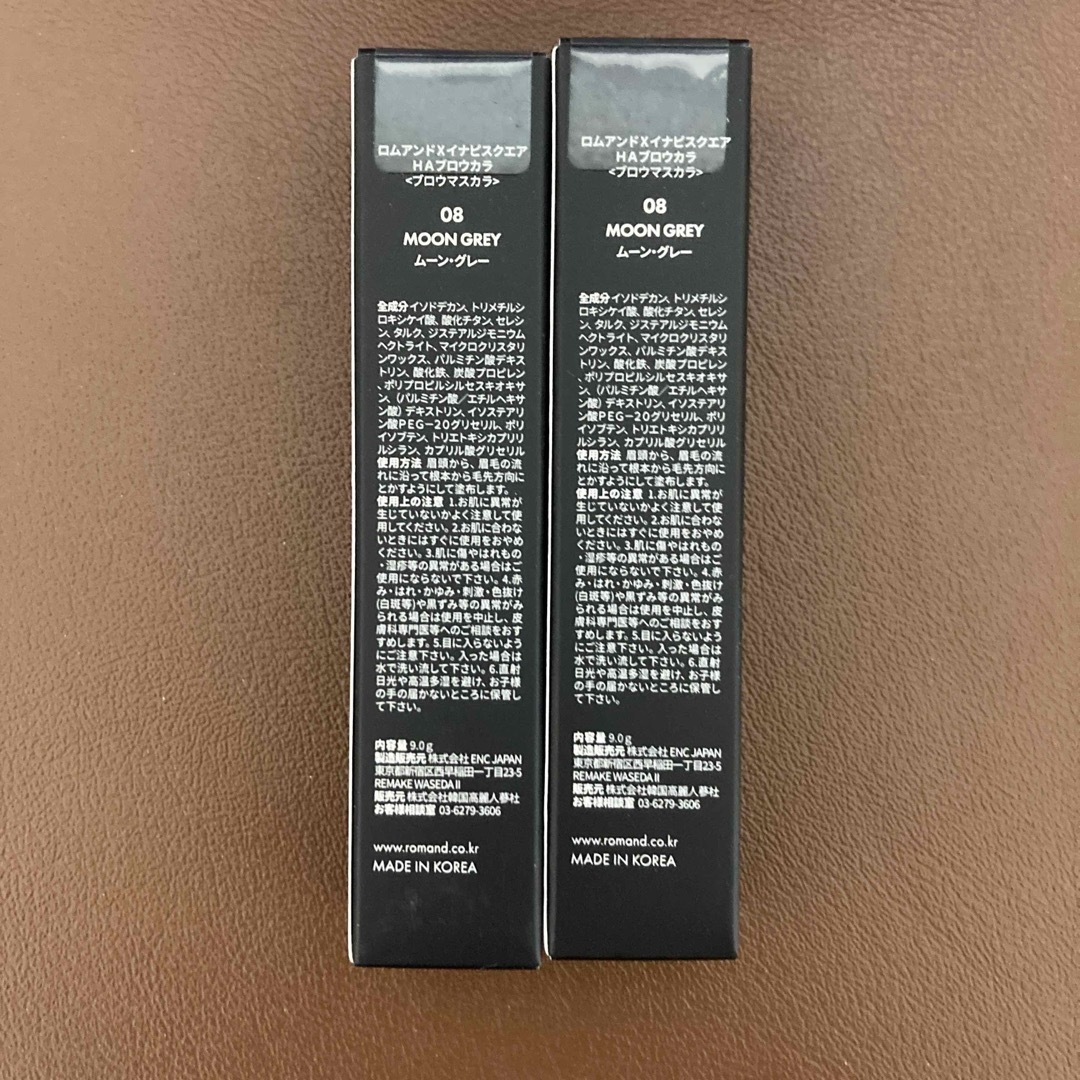 ロムアンドXイナピスクエア
HAブロウカラ
<ブロウマスカラ>
08
MOON GREY
ムーン・グレー
全成分 イソドデカン、トリメチルシ
ロキシケイ酸、酸化チタン、セレシ
ン、タルク、ジステアルジモニウム
ヘクトライト、マイクロクリスタリ
ンワックス、パルミチン酸デキス
トリン、酸化鉄、炭酸プロピレン
、ポリプロピルシルセスキオキサ
ン、（パルミチン酸／エチルヘキサ
ン酸）デキストリン、イソステアリ
ン酸PEG－20グリセリル、ポリ
イソブテン、トリエトキシカプリリ
ルシラン、カプリル酸グリセリル
使用方法 眉頭から、眉毛の流
れに沿って根本から毛先方向に
とかすようにして塗布します。
使用上の注意 1.お肌に異常が
生じていないかよく注意して使
用してください。2.お肌に合わな
いときにはすぐに使用をおやめ
ください。3.肌に傷やはれもの
・湿疹等の異常がある場合はご
使用にならないで下さい。4.赤
み・はれ・かゆみ・刺激・色抜け
(白斑等)や黒ずみ等の異常がみ
られる場合は使用を中止し、皮
膚科専門医等へのご相談をおす
すめします。5.目に入らないよう
にご注意下さい。入った場合は
水で洗い流して下さい。6.直射
日光や高温多湿を避け、お子様
の手の届かないところに保管し
て下さい。
内容量 9.0g
製造販売元 株式会社 ENC JAPAN
東京都新宿区西早稲田一丁目23-5
REMAKE WASEDA II
販売元 株式会社韓国高麗人蔘社
お客様相談室 03-6279-3606
www.romand.co.kr
MADE IN KOREA
ロムアンドXイナピスクエア
HAブロウカラ
<ブロウマスカラ>
08
MOON GREY
ムーン・グレー
全成分 イソドデカン、トリメチルシ
ロキシケイ酸、酸化チタン、セレシ
ン、タルク、ジステアルジモニウム
ヘクトライト、マイクロクリスタリ
ンワックス、パルミチン酸デキス
トリン、酸化鉄、炭酸プロピレン
、ポリプロピルシルセスキオキサ
ン、（パルミチン酸／エチルヘキサ
ン酸）デキストリン、イソステアリ
ン酸PEG－20グリセリル、ポリ
イソブテン、トリエトキシカプリリ
ルシラン、カプリル酸グリセリル
使用方法 眉頭から、眉毛の流
れに沿って根本から毛先方向に
とかすようにして塗布します。
使用上の注意 1.お肌に異常が
生じていないかよく注意して使
用してください。2.お肌に合わな
いときにはすぐに使用をおやめ
ください。3.肌に傷やはれもの
・湿疹等の異常がある場合はご
使用にならないで下さい。4.赤
み・はれ・かゆみ・刺激・色抜け
(白斑等)や黒ずみ等の異常がみ
られる場合は使用を中止し、皮
膚科専門医等へのご相談をおす
すめします。5.目に入らないよう
にご注意下さい。入った場合は
水で洗い流して下さい。6.直射
日光や高温多湿を避け、お子様
の手の届かないところに保管し
て下さい。
内容量 9.0g
製造販売元 株式会社 ENC JAPAN
東京都新宿区西早稲田一丁目23-5
REMAKE WASEDA II
販売元 株式会社韓国高麗人蔘社
お客様相談室 03-6279-3606
www.romand.co.kr
MADE IN KOREA